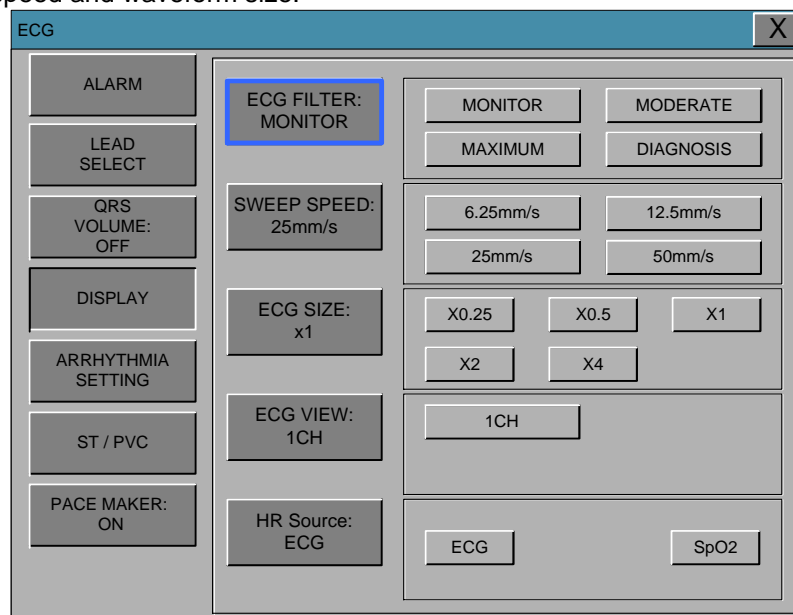 speed and waveform size.
ECG
X
ALARM
LEAD
SELECT
QRS
VOLUME:
OFF
DISPLAY
ARRHYTHMIA
SETTING
ST / PVC
PACE MAKER:
ON
ECG FILTER:
MONITOR
MONITOR
MODERATE
MAXIMUM
DIAGNOSIS
SWEEP SPEED:
25mm/s
6.25mm/s
12.5mm/s
25mm/s
50mm/s
ECG SIZE:
x1
X0.25
X0.5
X1
X2
X4
ECG VIEW:
1CH
1CH
HR Source:
ECG
ECG
SpO2